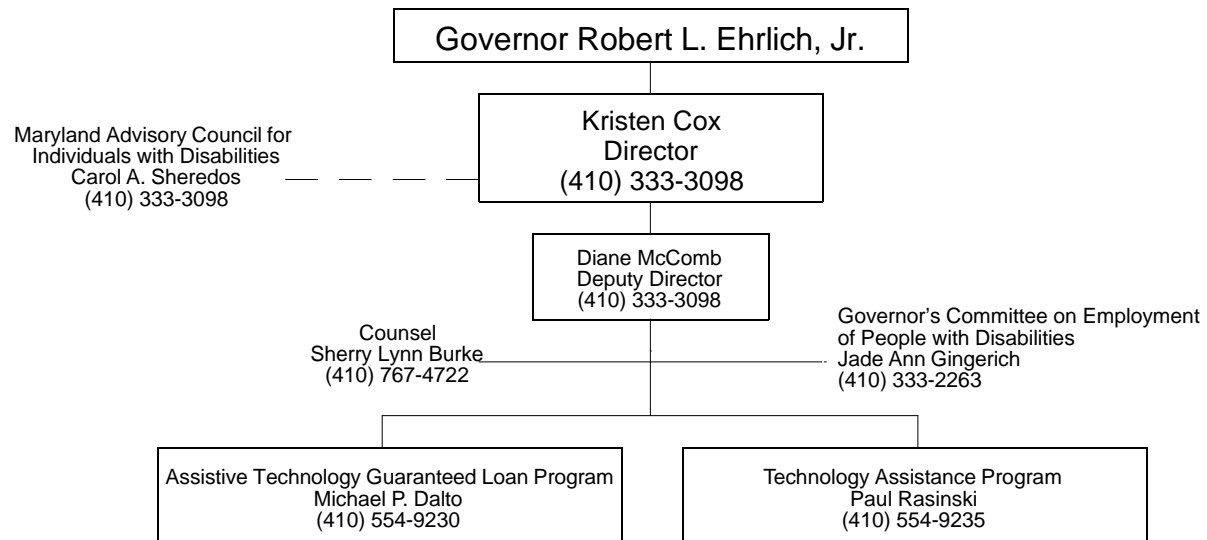 Governor Robert L. Ehrlich, Jr.
Kristen Cox
Director
(410) 333-3098
Maryland Advisory Council for
Individuals with Disabilities
Carol A. Sheredos
(410) 333-3098
Diane McComb
Deputy Director
(410) 333-3098
Counsel
Sherry Lynn Burke
(410) 767-4722
Governor's Committee on Employment
of People with Disabilities
Jade Ann Gingerich
(410) 333-2263
Assistive Technology Guaranteed Loan Program
Michael P. Dalto
(410) 554-9230
Technology Assistance Program
Paul Rasinski
(410) 554-9235